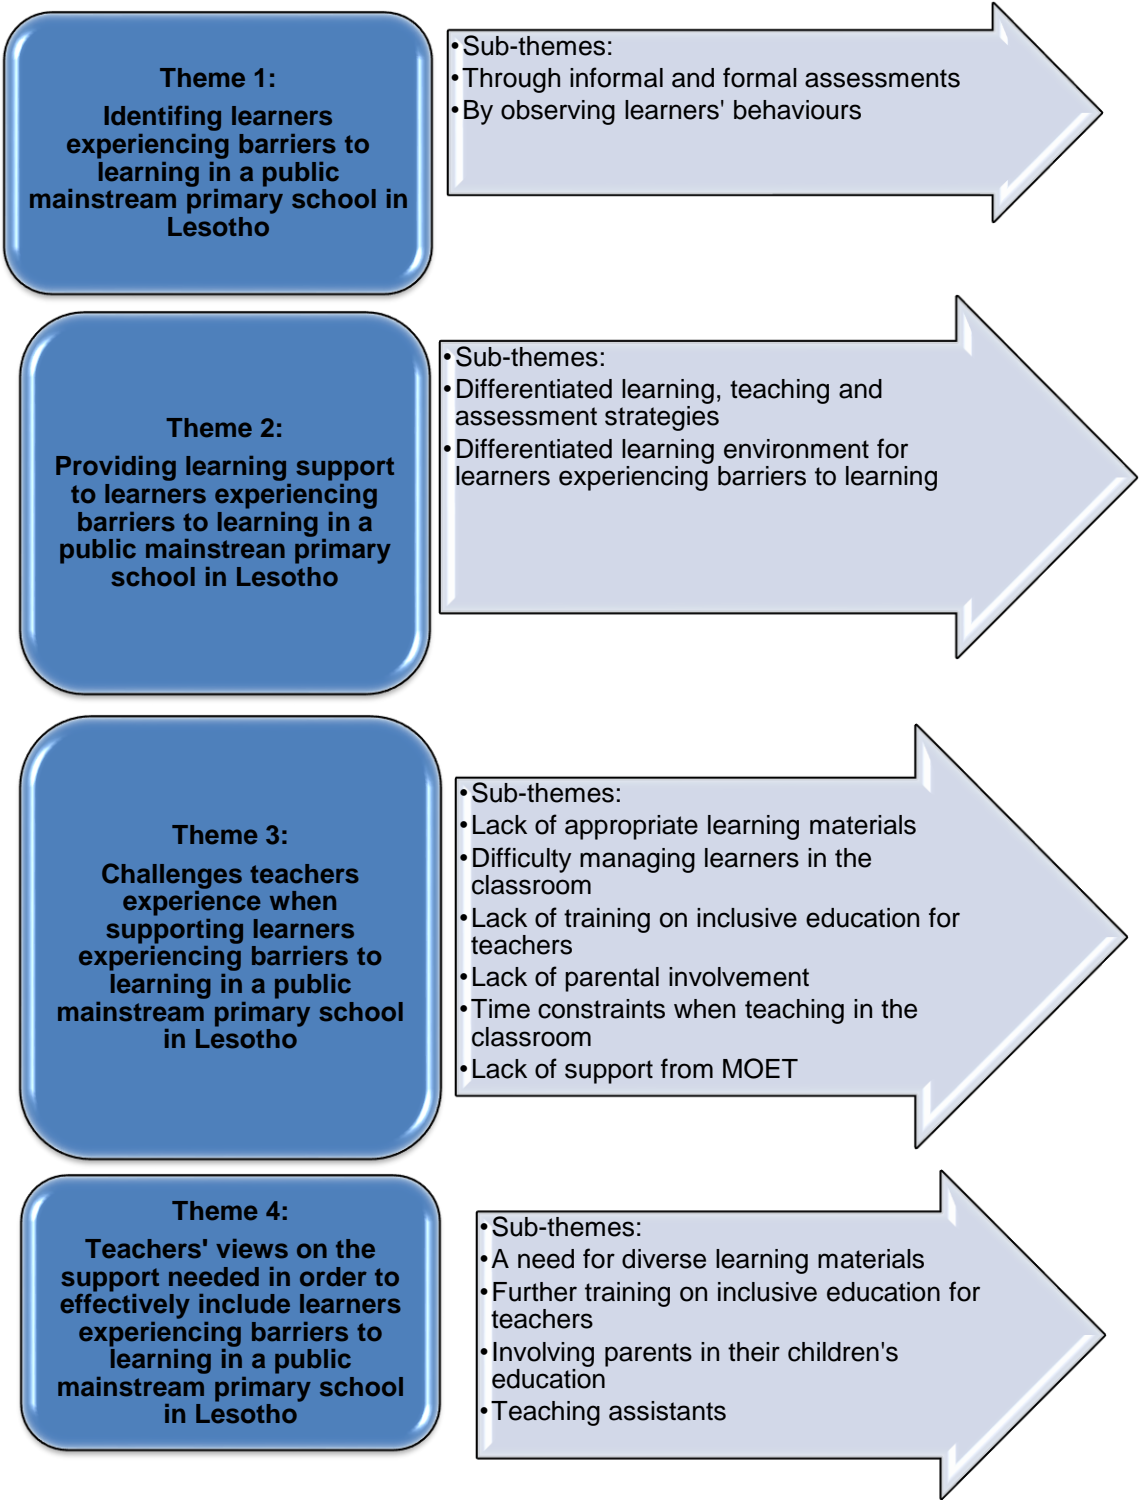 Theme 1:
Identifing learners
experiencing barriers to
learning in a public
mainstream primary school in
Lesotho
•Sub-themes:
•Through informal and formal assessments
•By observing learners' behaviours
Theme 2:
Providing learning support
to learners experiencing
barriers to learning in a
public mainstrean primary
school in Lesotho
•Sub-themes:
•Differentiated learning, teaching and
assessment strategies
•Differentiated learning environment for
learners experiencing barriers to learning
Theme 3:
Challenges teachers
experience when
supporting learners
experiencing barriers to
learning in a public
mainstream primary school
in Lesotho
•Sub-themes:
•Lack of appropriate learning materials
•Difficulty managing learners in the
classroom
•Lack of training on inclusive education for
teachers
•Lack of parental involvement
•Time constraints when teaching in the
classroom
•Lack of support from MOET
Theme 4:
Teachers' views on the
support needed in order to
effectively include learners
experiencing barriers to
learning in a public
mainstream primary school
in Lesotho
•Sub-themes:
•A need for diverse learning materials
•Further training on inclusive education for
teachers
•Involving parents in their children's
education
•Teaching assistants